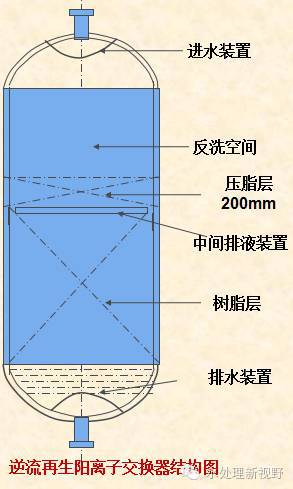 进水装置
反洗空间
压脂层
200mm
中间排液装置
树脂层
排水装置
逆流再生阳离子交换器结构图
水处理新视野